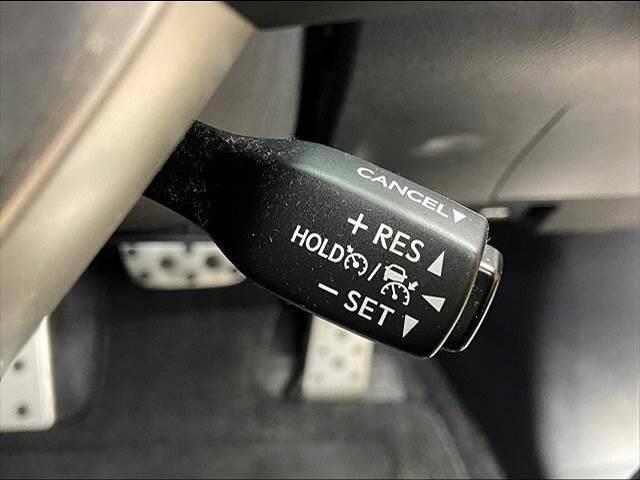 CANCEL
+ RES
HOLD /
– SET